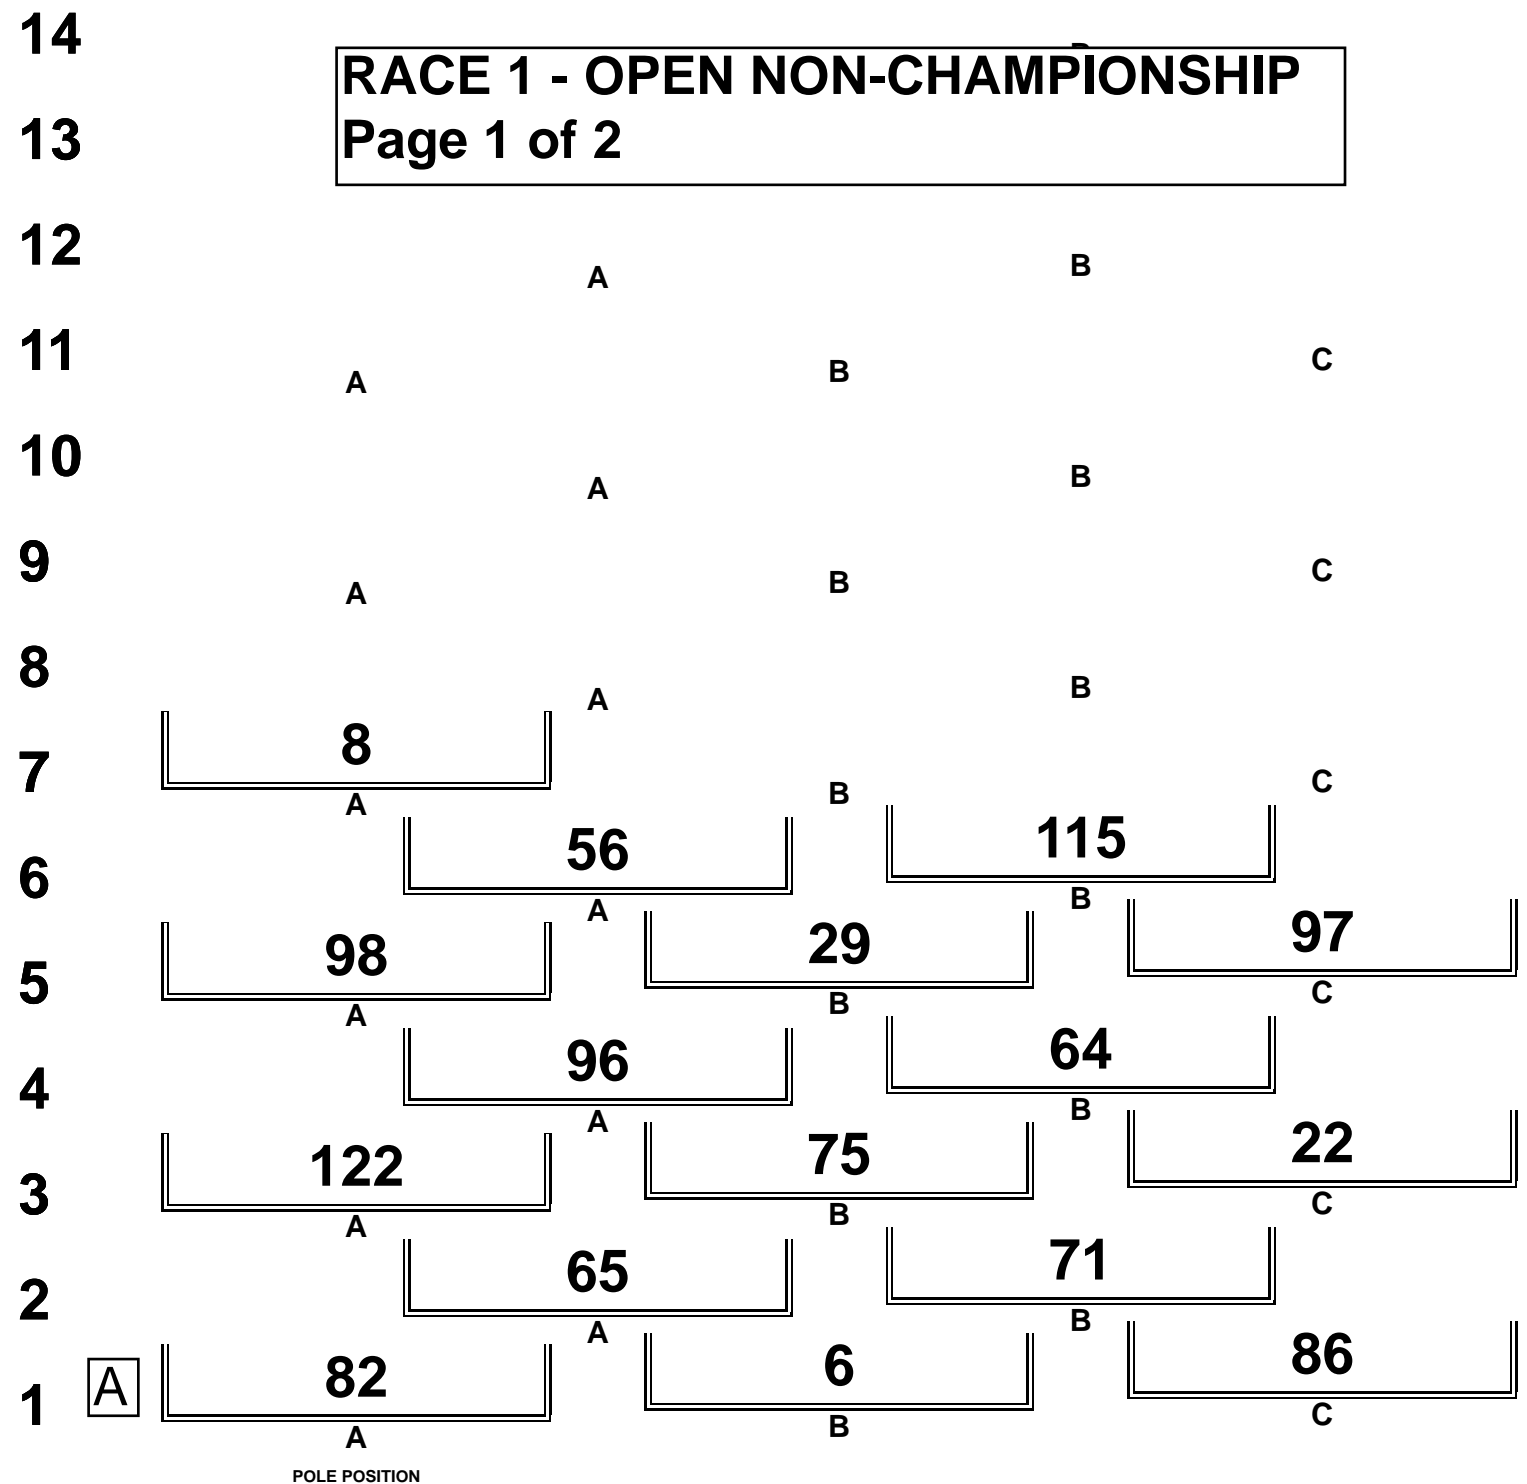 14
B
RACE 1 - OPEN NON-CHAMPIONSHIP
Page 1 of 2
13
12
A B
11
A B C
10
A B
9
A B C
8
A B
7 8
A B C
6 56 115
A B
5 98 29 97
A B C
4 96 64
A B
3 122 75 22
A B C
2 65 71
A B
1 A 82 6 86
A B C
POLE POSITION